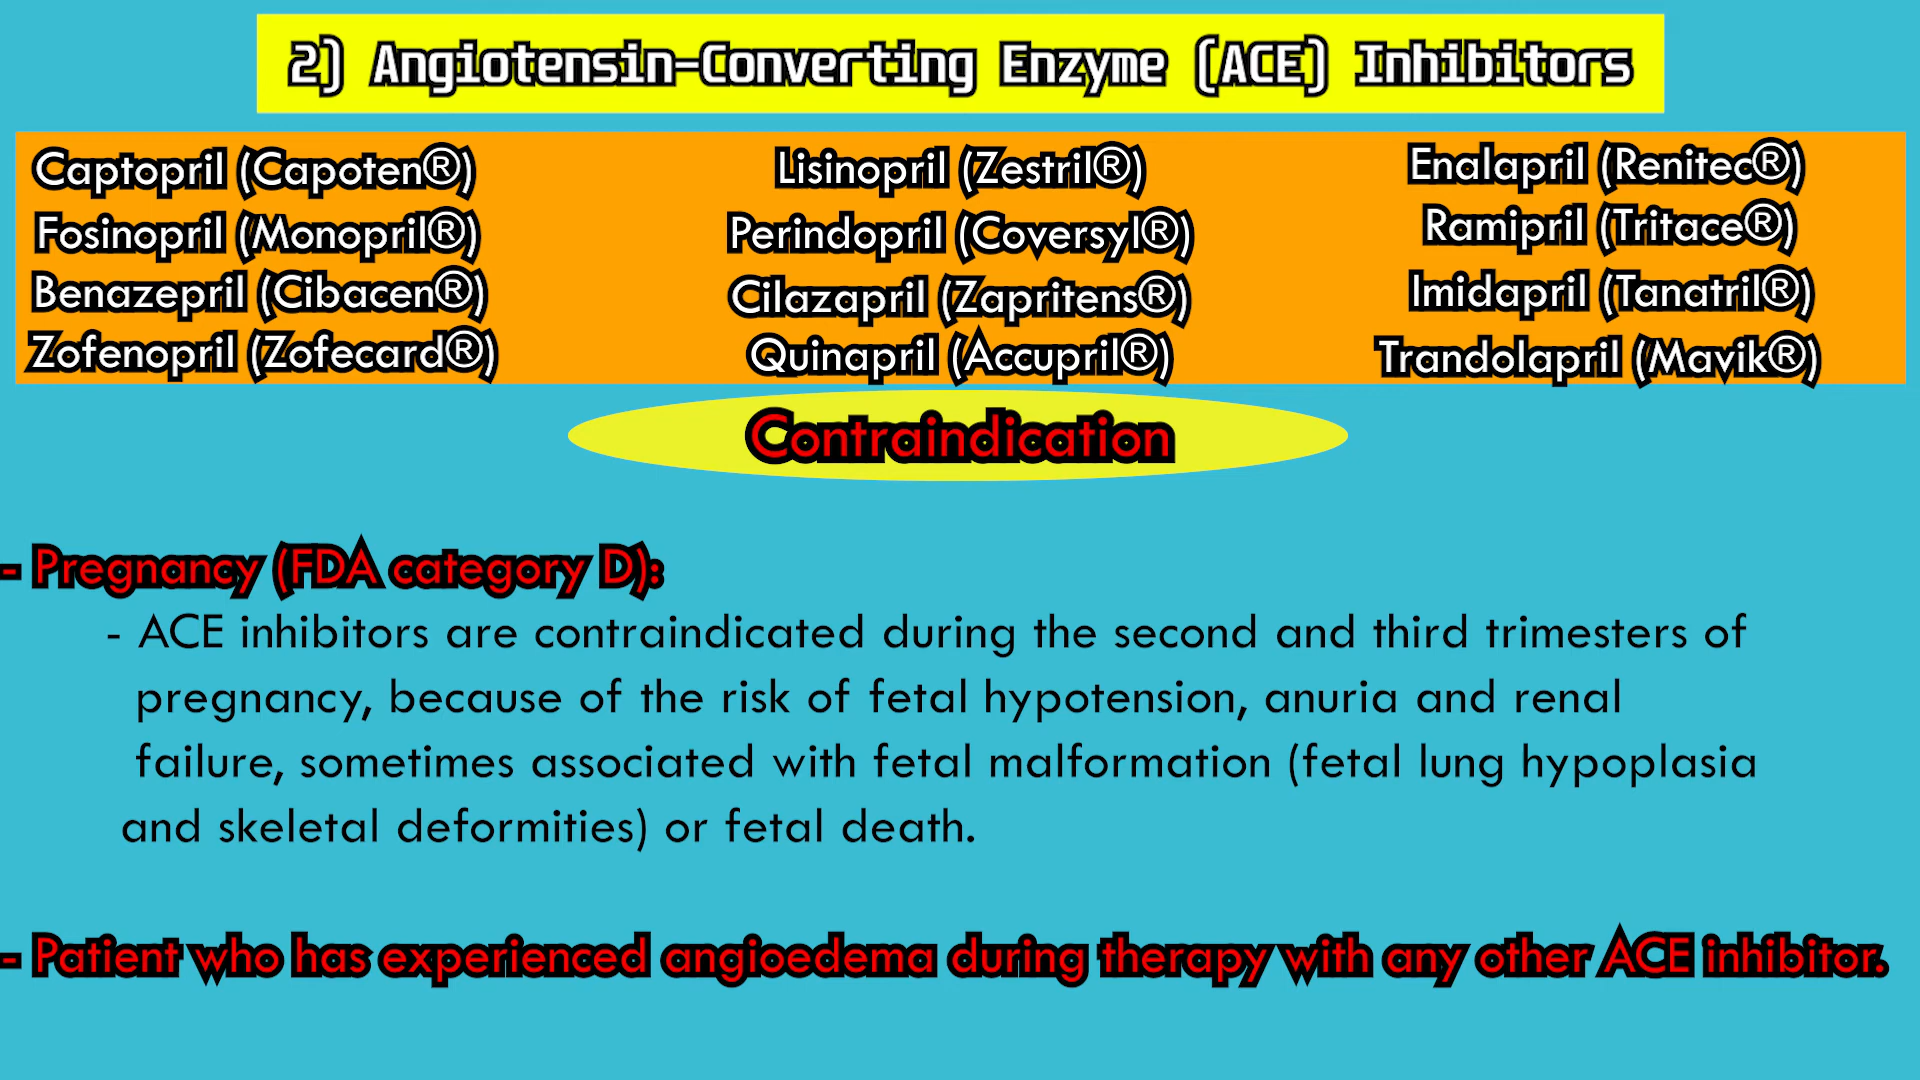 2) Angiotensin-Converting Enzyme (ACE) Inhibitors
Captopril (Capoten®)
Fosinopril (Monopril®)
Benazepril (Cibacen®)
Zofenopril (Zofecard®)
Lisinopril (Zestril®)
Perindopril (Coversyl®)
Cilazapril (Zapritens®)
Quinapril (Accupril®)
Enalapril (Renitec®)
Ramipril (Tritace®)
Imidapril (Tanatril®)
Trandolapril (Mavik®)
Contraindication
- Pregnancy (FDA category D):
- ACE inhibitors are contraindicated during the second and third trimesters of
pregnancy, because of the risk of fetal hypotension, anuria and renal
failure, sometimes associated with fetal malformation (fetal lung hypoplasia
and skeletal deformities) or fetal death.
- Patient who has experienced angioedema during therapy with any other ACE inhibitor.